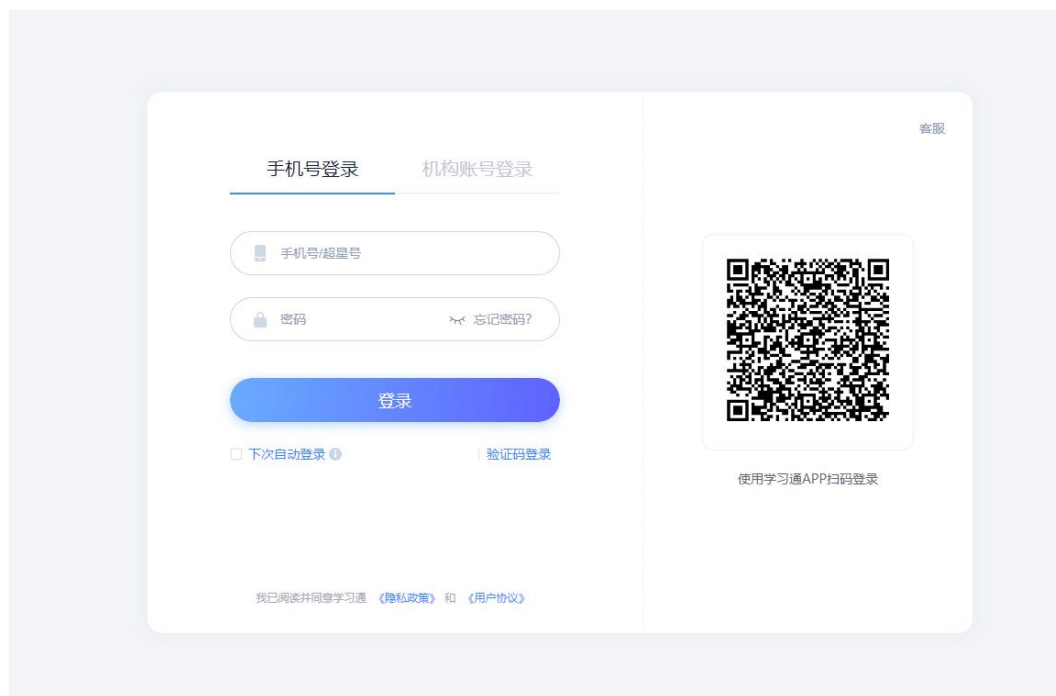 客服
手机号登录 机构账号登录
手机号/超星号
密码 忘记密码?
登录
下次自动登录 验证码登录
使用学习通APP扫码登录
我已阅读并同意学习通 《隐私政策》 和 《用户协议》